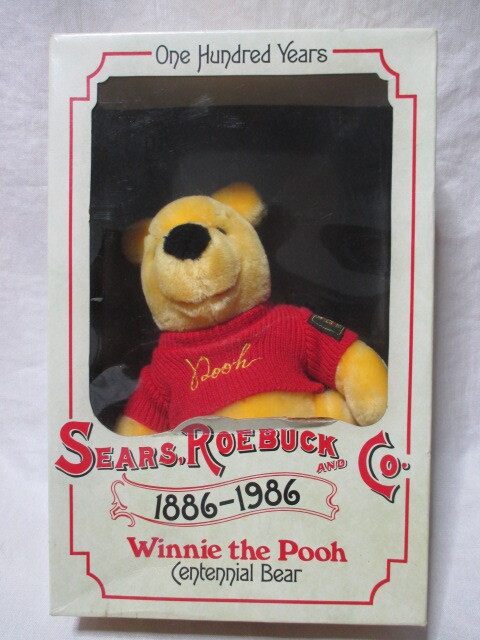 One Hundred Years
Pooh
SEARS, ROEBUCK AND CO.
1886-1986
Winnie the Pooh
Centennial Bear